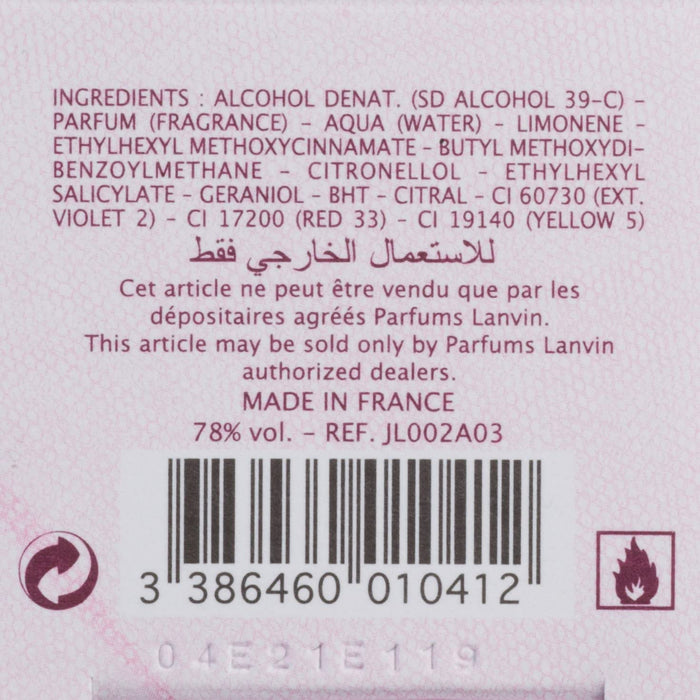 INGREDIENTS : ALCOHOL DENAT. (SD ALCOHOL 39-C) –
PARFUM (FRAGRANCE) – AQUA (WATER) – LIMONENE –
ETHYLHEXYL METHOXYCINNAMATE – BUTYL METHOXYDI-
BENZOYLMETHANE – CITRONELLOL – ETHYLHEXYL
SALICYLATE – GERANIOL – BHT – CITRAL – CI 60730 (EXT.
VIOLET 2) – CI 17200 (RED 33) – CI 19140 (YELLOW 5)
للاستعمال الخارجي فقط
Cet article ne peut être vendu que par les
dépositaires agréés Parfums Lanvin.
This article may be sold only by Parfums Lanvin
authorized dealers.
MADE IN FRANCE
78% vol. – REF. JL002A03
3 386460 010412
04E21E119